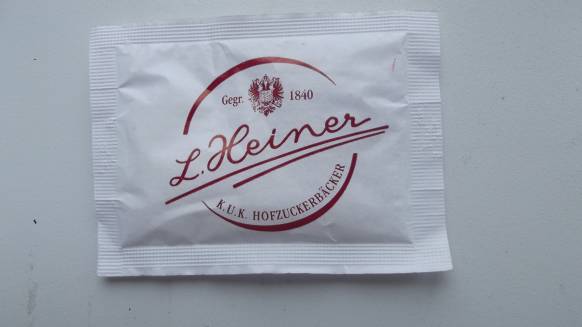 Gegr. 1840
L. Heiner
K.U.K. HOFZUCKERBÄCKER